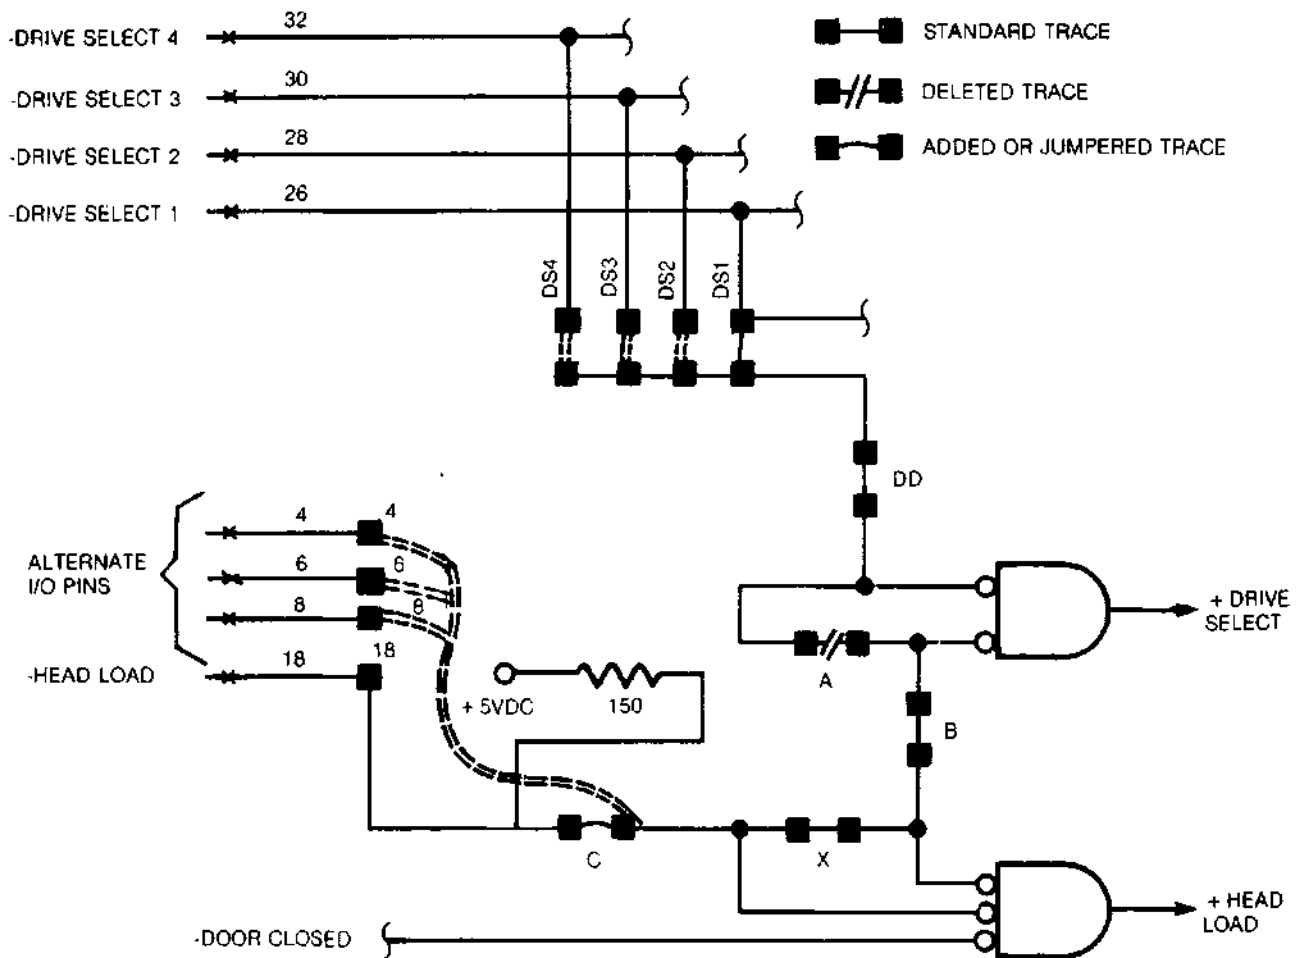 -DRIVE SELECT 4
32
-DRIVE SELECT 3
30
-DRIVE SELECT 2
28
-DRIVE SELECT 1
26
STANDARD TRACE
DELETED TRACE
ADDED OR JUMPERED TRACE
DS4
DS3
DS2
DS1
DD
ALTERNATE
I/O PINS
4
4
6
6
8
8
-HEAD LOAD
18
18
+ 5VDC
150
A
B
C
X
+ DRIVE
SELECT
-DOOR CLOSED
+ HEAD
LOAD